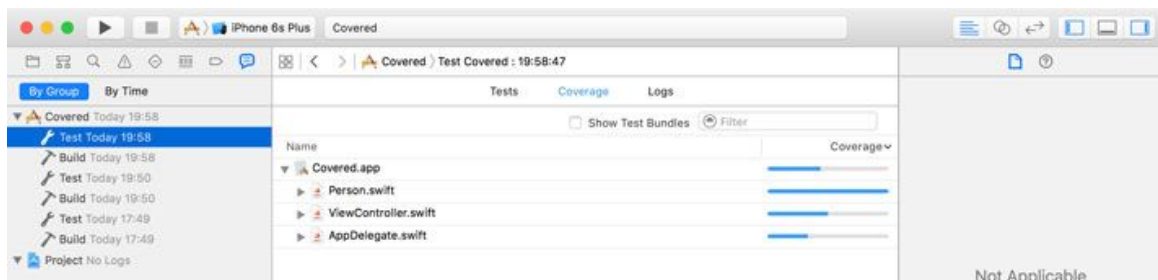 iPhone 6s Plus Covered
Covered Test Covered : 19:58:47
By Group By Time
Tests Coverage Logs
Covered Today 19:58
Show Test Bundles Filter
Test Today 19:58
Name Coverage
Build Today 19:58
Covered.app
Test Today 19:50
Person.swift
Build Today 19:50
ViewController.swift
Test Today 17:49
AppDelegate.swift
Build Today 17:49
Project No Logs
Not Applicable